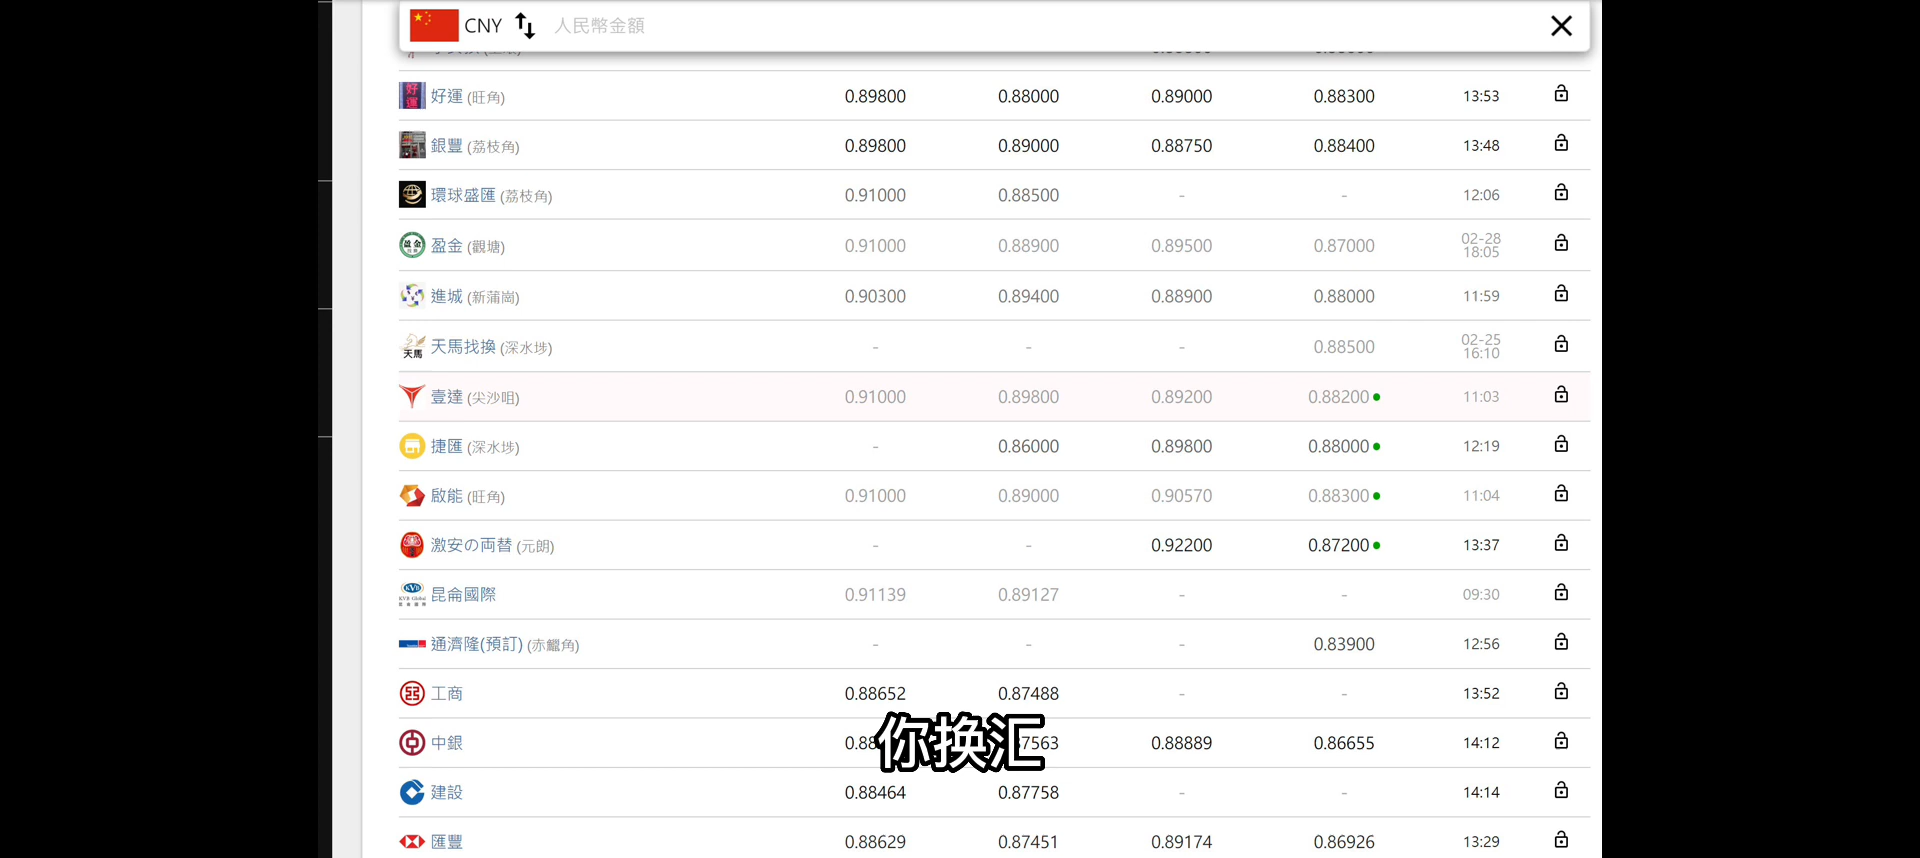 CNY 人民幣金額
好運 (旺角) 0.89800 0.88000 0.89000 0.88300 13:53
銀豐 (荔枝角) 0.89800 0.89000 0.88750 0.88400 13:48
環球盛匯 (荔枝角) 0.91000 0.88500 - - 12:06
盈金 (觀塘) 0.91000 0.88900 0.89500 0.87000 02-28 18:05
進城 (新蒲崗) 0.90300 0.89400 0.88900 0.88000 11:59
天馬 天馬找換 (深水埗) - - - 0.88500 02-25 16:10
壹達 (尖沙咀) 0.91000 0.89800 0.89200 0.88200 11:03
捷匯 (深水埗) - 0.86000 0.89800 0.88000 12:19
啟能 (旺角) 0.91000 0.89000 0.90570 0.88300 11:04
激安の両替 (元朗) - - 0.92200 0.87200 13:37
昆侖國際 0.91139 0.89127 - - 09:30
通濟隆(預訂) (赤鱲角) - - - 0.83900 12:56
工商 0.88652 0.87488 - - 13:52
中銀 0.88 7563 0.88889 0.86655 14:12
你换汇
建設 0.88464 0.87758 - - 14:14
匯豐 0.88629 0.87451 0.89174 0.86926 13:29